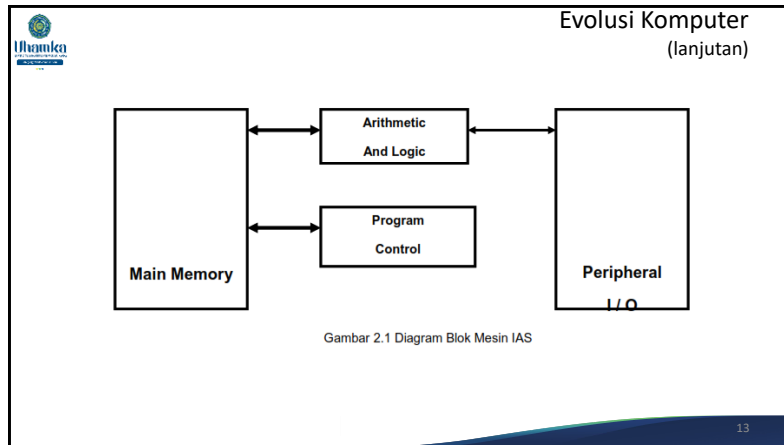 Evolusi Komputer
(lanjutan)
Uhamka
Arithmetic
And Logic
Program
Control
Main Memory
Peripheral
I / O
Gambar 2.1 Diagram Blok Mesin IAS
13